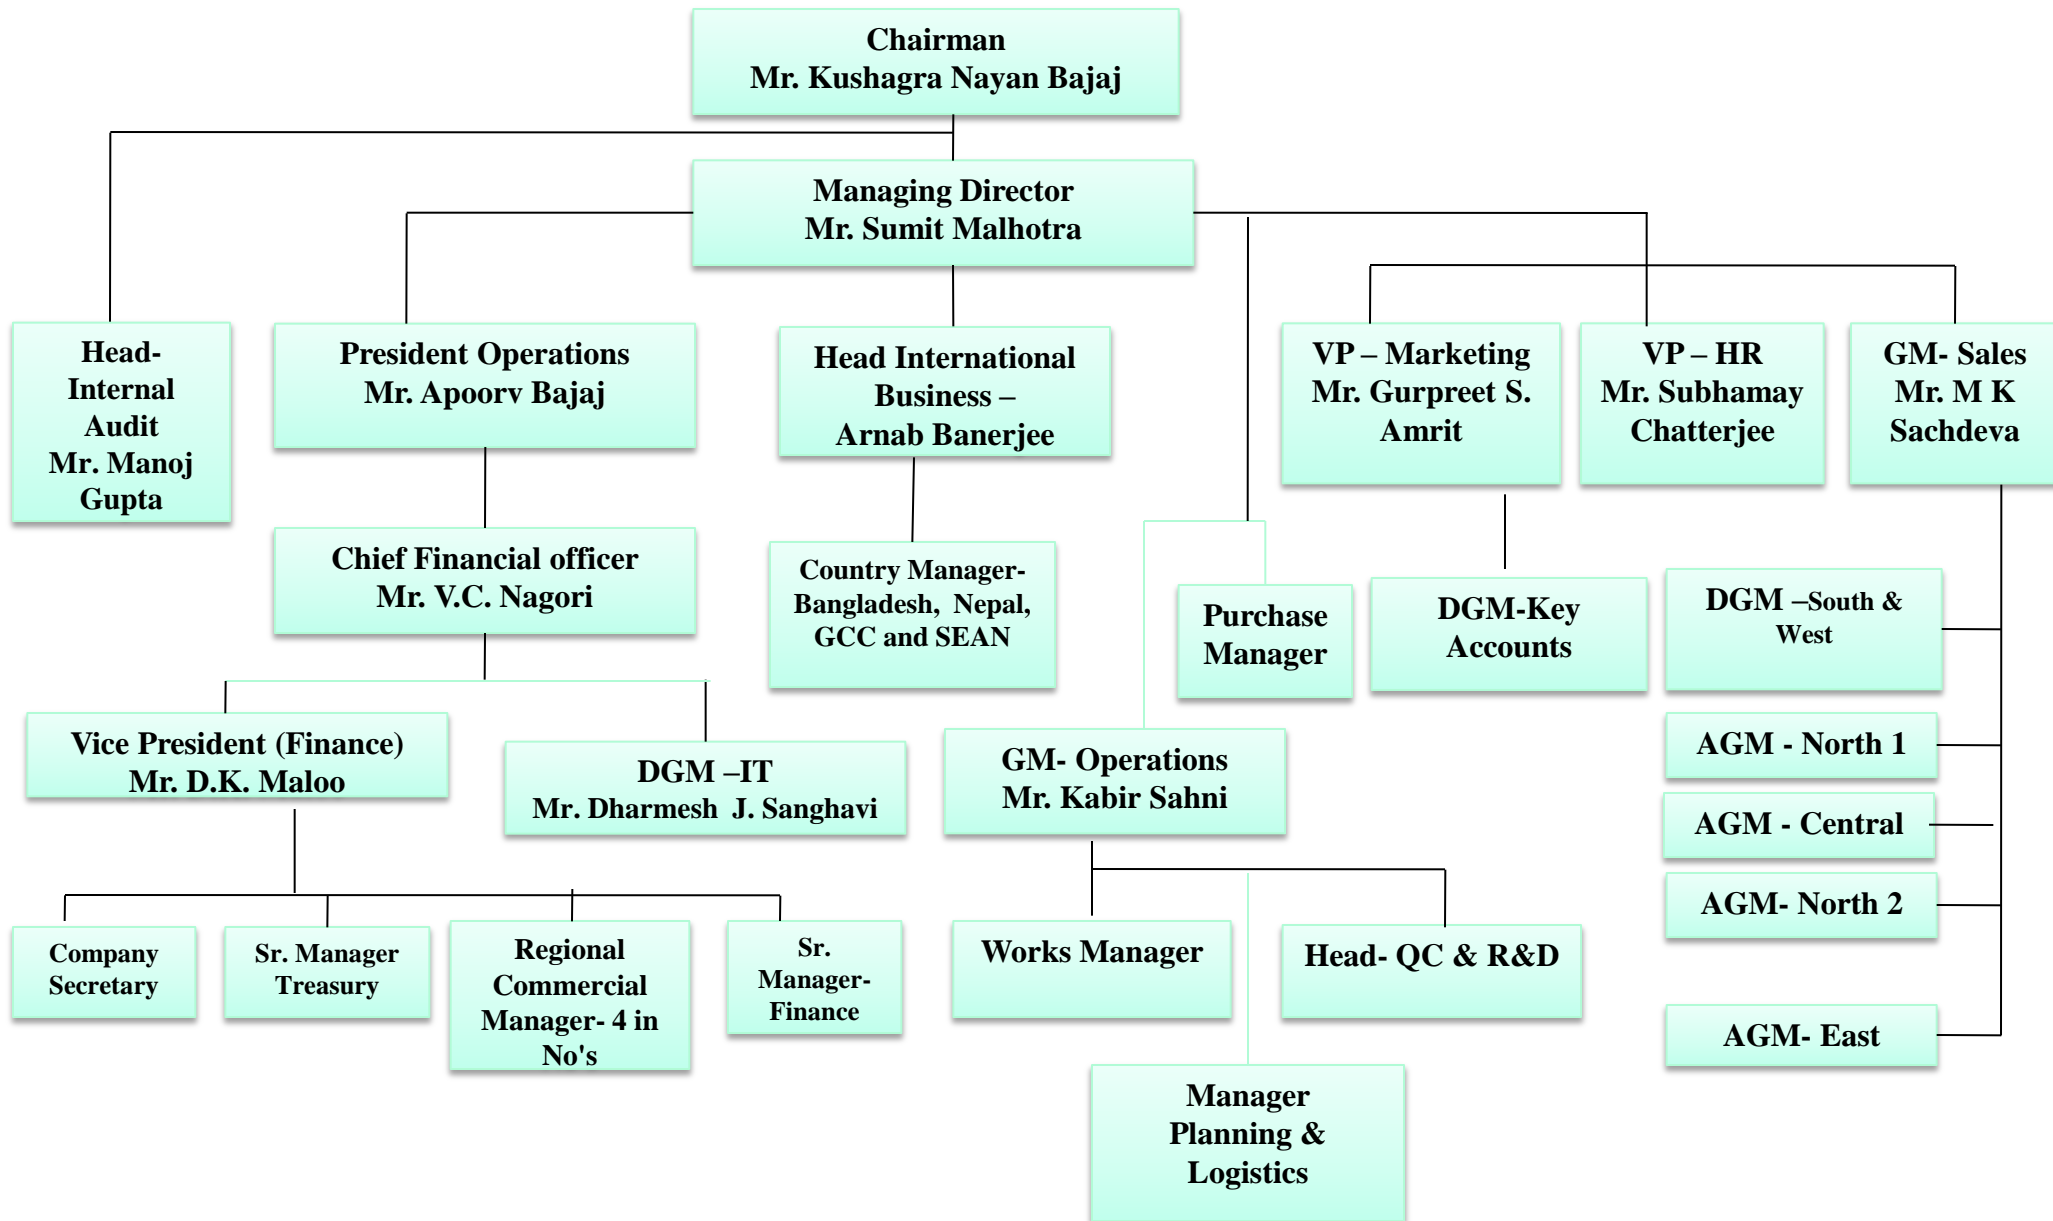 Chairman
Mr. Kushagra Nayan Bajaj
Managing Director
Mr. Sumit Malhotra
Head-
Internal
Audit
Mr. Manoj
Gupta
President Operations
Mr. Apoorv Bajaj
Head International
Business –
Arnab Banerjee
VP – Marketing
Mr. Gurpreet S.
Amrit
VP – HR
Mr. Subhamay
Chatterjee
GM- Sales
Mr. M K
Sachdeva
Chief Financial officer
Mr. V.C. Nagori
Country Manager-
Bangladesh, Nepal,
GCC and SEAN
Purchase
Manager
DGM-Key
Accounts
DGM –South &
West
Vice President (Finance)
Mr. D.K. Maloo
DGM –IT
Mr. Dharmesh J. Sanghavi
GM- Operations
Mr. Kabir Sahni
AGM - North 1
AGM - Central
AGM- North 2
AGM- East
Company
Secretary
Sr. Manager
Treasury
Regional
Commercial
Manager- 4 in
No's
Sr.
Manager-
Finance
Works Manager
Head- QC & R&D
Manager
Planning &
Logistics